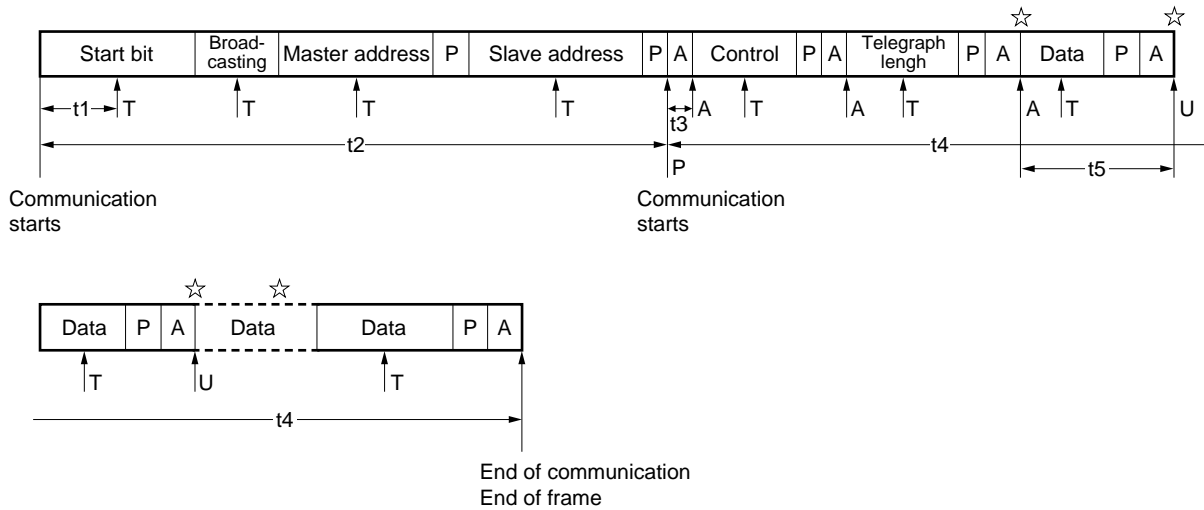 ☆ ☆
Start bit Broad-
casting Master address P Slave address P A Control P A Telegraph
lengh P A Data P A
t1 T T T T t3 A T A T A T U
t2 P t4 t5
Communication
starts
Communication
starts
☆ ☆
Data P A Data Data P A
T U T
t4
End of communication
End of frame